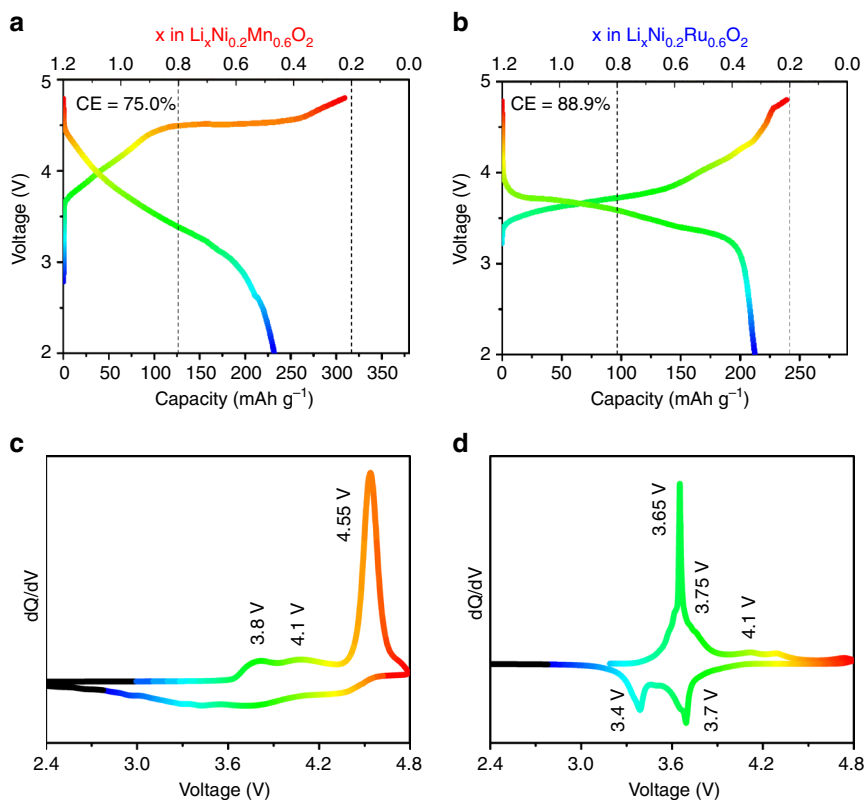 a
x in LiₓNi₀.₂Mn₀.₆O₂
1.2 1.0 0.8 0.6 0.4 0.2 0.0
CE = 75.0%
5
4
3
2
Voltage (V)
0 50 100 150 200 250 300 350
Capacity (mAh g⁻¹)
b
x in LiₓNi₀.₂Ru₀.₆O₂
1.2 1.0 0.8 0.6 0.4 0.2 0.0
CE = 88.9%
5
4
3
2
Voltage (V)
0 50 100 150 200 250
Capacity (mAh g⁻¹)
c
dQ/dV
3.8 V
4.1 V
4.55 V
2.4 3.0 3.6 4.2 4.8
Voltage (V)
d
dQ/dV
3.65 V
3.75 V
4.1 V
3.4 V
3.7 V
2.4 3.0 3.6 4.2 4.8
Voltage (V)